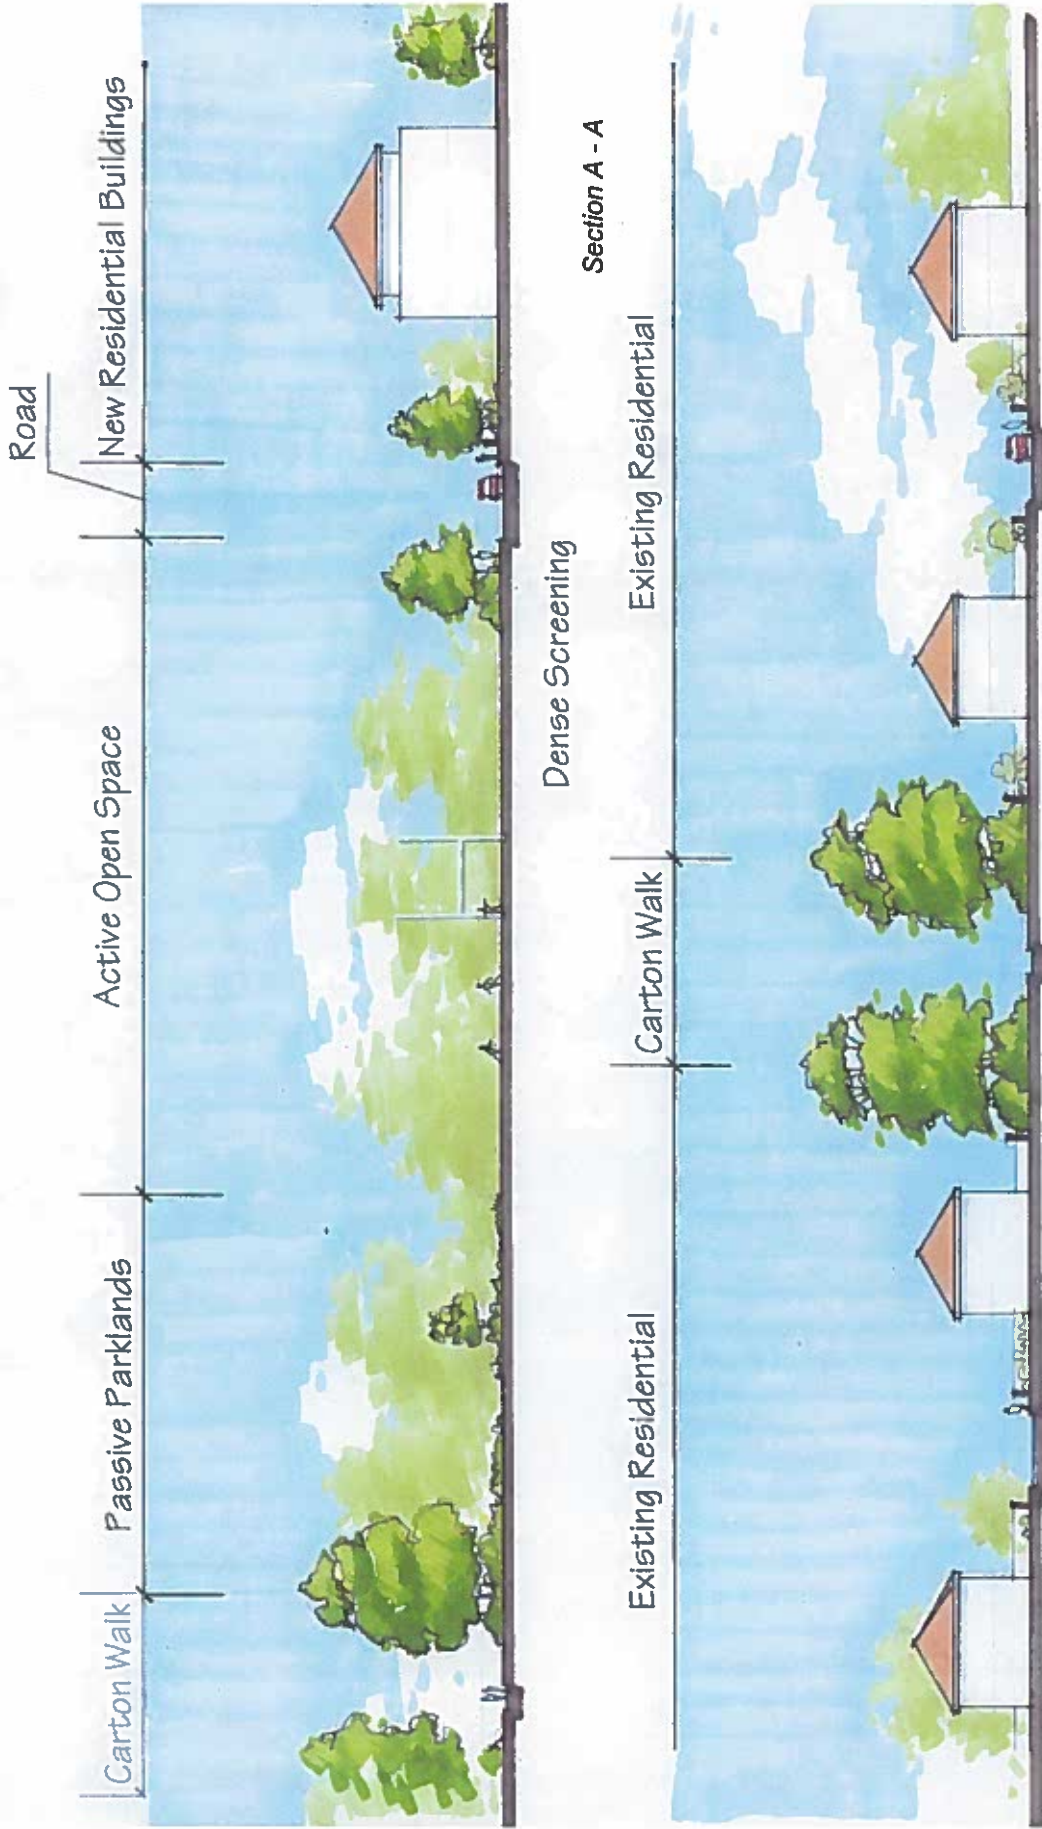 Road
Carton Walk
Passive Parklands
Active Open Space
New Residential Buildings
Dense Screening
Section A - A
Existing Residential
Carton Walk
Existing Residential